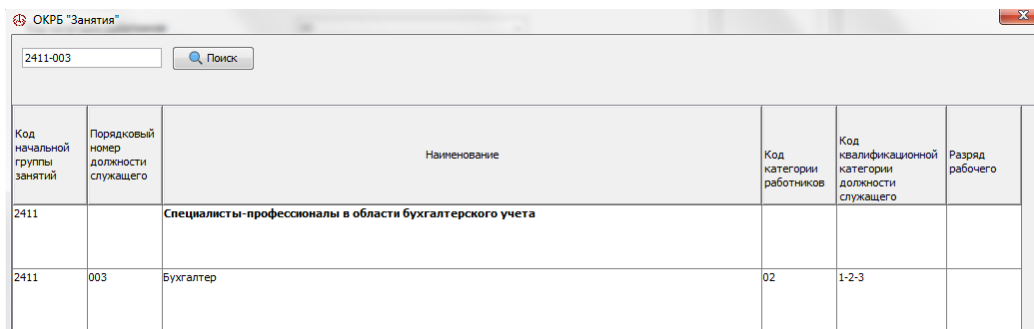 ОКРБ "Занятия"
2411-003
Поиск
Код начальной группы занятий
Порядковый номер должности служащего
Наименование
Код категории работников
Код квалификационной категории должности служащего
Разряд рабочего
2411 Специалисты-профессионалы в области бухгалтерского учета
2411 003 Бухгалтер 02 1-2-3